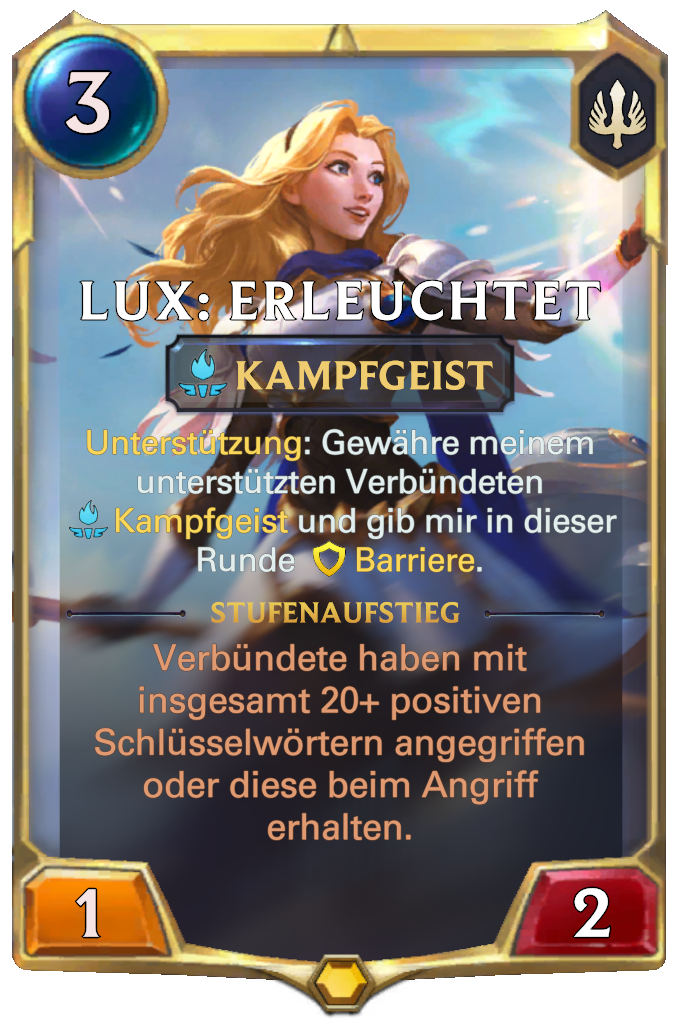 3
LUX: ERLEUCHTET
KAMPFGEIST
Unterstützung: Gewähre meinem
unterstützten Verbündeten
Kampfgeist und gib mir in dieser
Runde Barriere.
STUFENAUFSTIEG
Verbündete haben mit
insgesamt 20+ positiven
Schlüsselwörtern angegriffen
oder diese beim Angriff
erhalten.
1
2